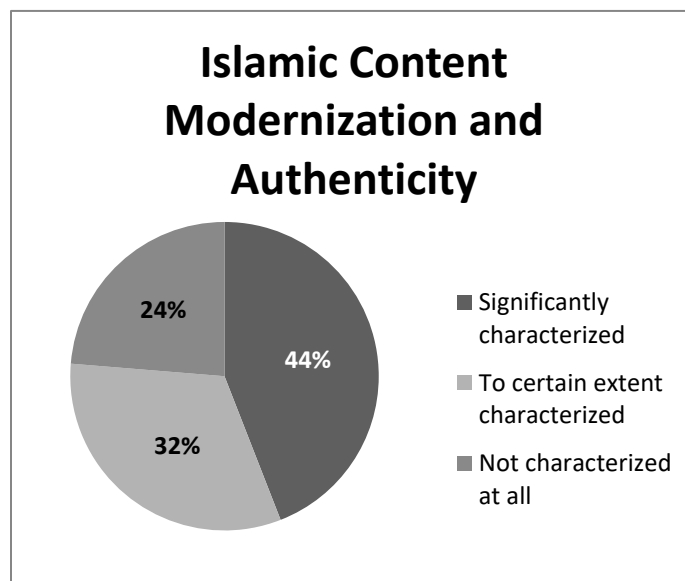 Islamic Content
Modernization and
Authenticity
24%
44%
32%
Significantly
characterized
To certain extent
characterized
Not characterized
at all